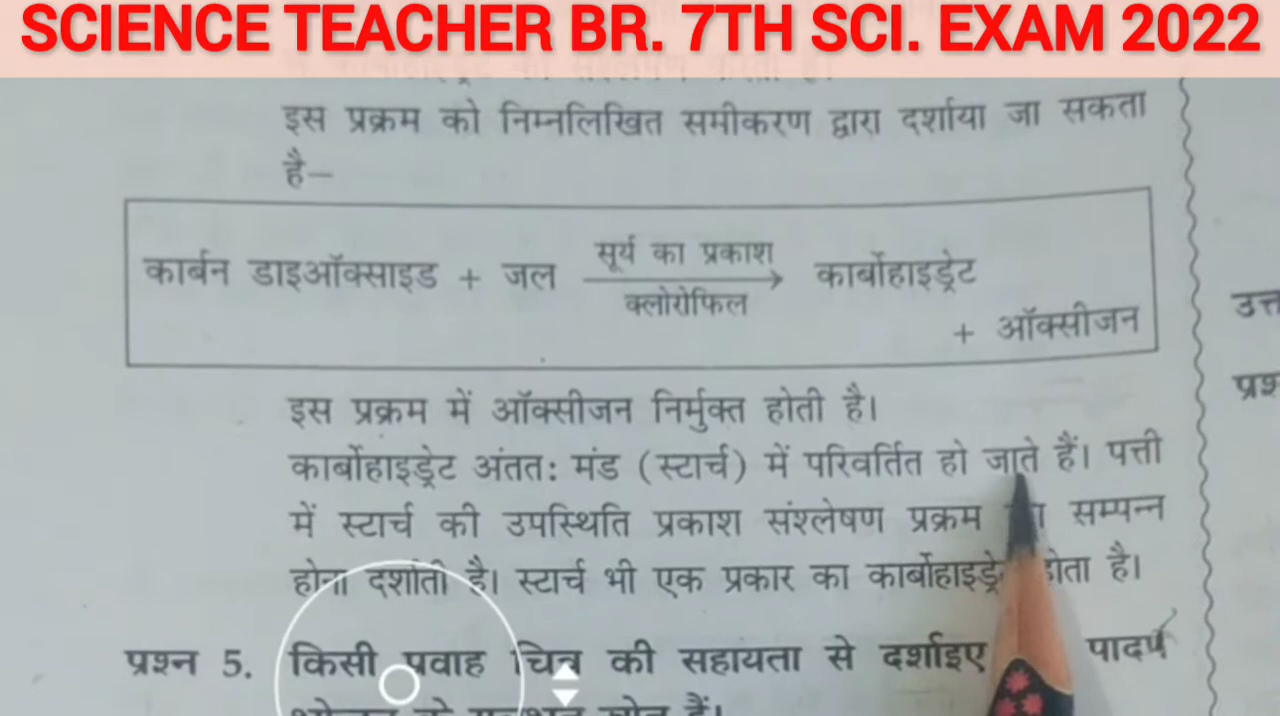 SCIENCE TEACHER BR. 7TH SCI. EXAM 2022
इस प्रक्रम को निम्नलिखित समीकरण द्वारा दर्शाया जा सकता
है–
सूर्य का प्रकाश
कार्बन डाइऑक्साइड + जल → कार्बोहाइड्रेट
क्लोरोफिल
+ ऑक्सीजन
इस प्रक्रम में ऑक्सीजन निर्मुक्त होती है।
कार्बोहाइड्रेट अंततः मंड (स्टार्च) में परिवर्तित हो जाते हैं। पत्ती
में स्टार्च की उपस्थिति प्रकाश संश्लेषण प्रक्रम सम्पन्न
होना दर्शाती है। स्टार्च भी एक प्रकार का होता है।
प्रश्न 5. किसी प्रवाह चित्र की सहायता से दर्शाइए